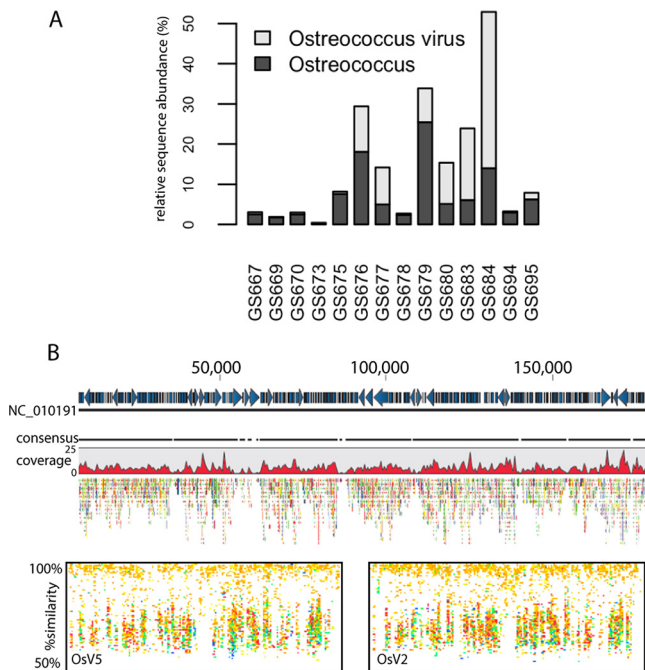 A
relative sequence abundance (%)
50
40
30
20
10
0
Ostreococcus virus
Ostreococcus
GS667
GS669
GS670
GS673
GS675
GS676
GS677
GS678
GS679
GS680
GS683
GS684
GS694
GS695
B
50,000 100,000 150,000
NC_010191
consensus
25
coverage
0
100%
%similarity
50%
OsV5
OsV2